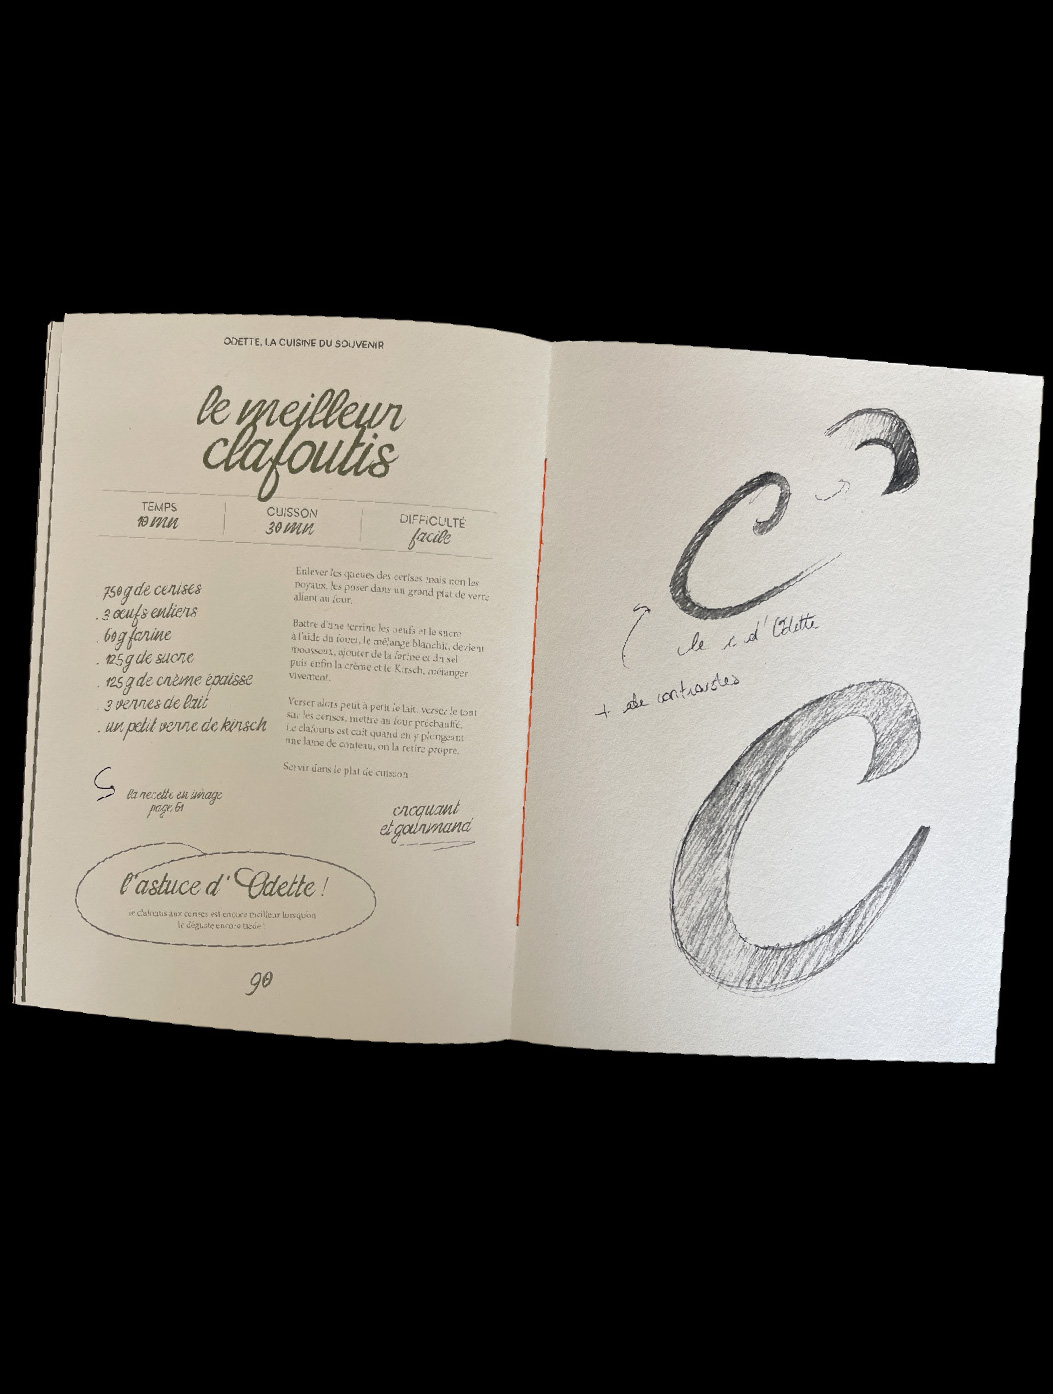 ODETTE, LA CUISINE DU SOUVENIR
le meilleur
clafoutis
TEMPS
10 mn
CUISSON
30 mn
DIFFICULTÉ
facile
750g de cerises
. 3 œufs entiers
. 60g farine
. 125g de sucre
. 125g de crème épaisse
. 3 verres de lait
. un petit verre de kirsch
la recette en image
page 61
Enlever les queues des cerises mais non les
noyaux, les poser dans un grand plat de verre
allant au four.
Battre d'une terrine les oeufs et le sucre
à l'aide du fouet, le mélange blanchit, devient
mousseux, ajouter de la farine et du sel
puis enfin la crème et le Kirsch, mélanger
vivement.
Verser alors petit à petit le lait, verser le tout
sur les cerises, mettre au four préchauffé.
Le clafoutis est cuit quand en y plongeant
une lame de couteau, on la retire propre.
Servir dans le plat de cuisson
croquant
et gourmand
l'astuce d' Odette !
Le clafoutis aux cerises est encore meilleur lorsqu'on
le déguste encore tiède !
90
C
le c d'Odette
+ de contrastes
C